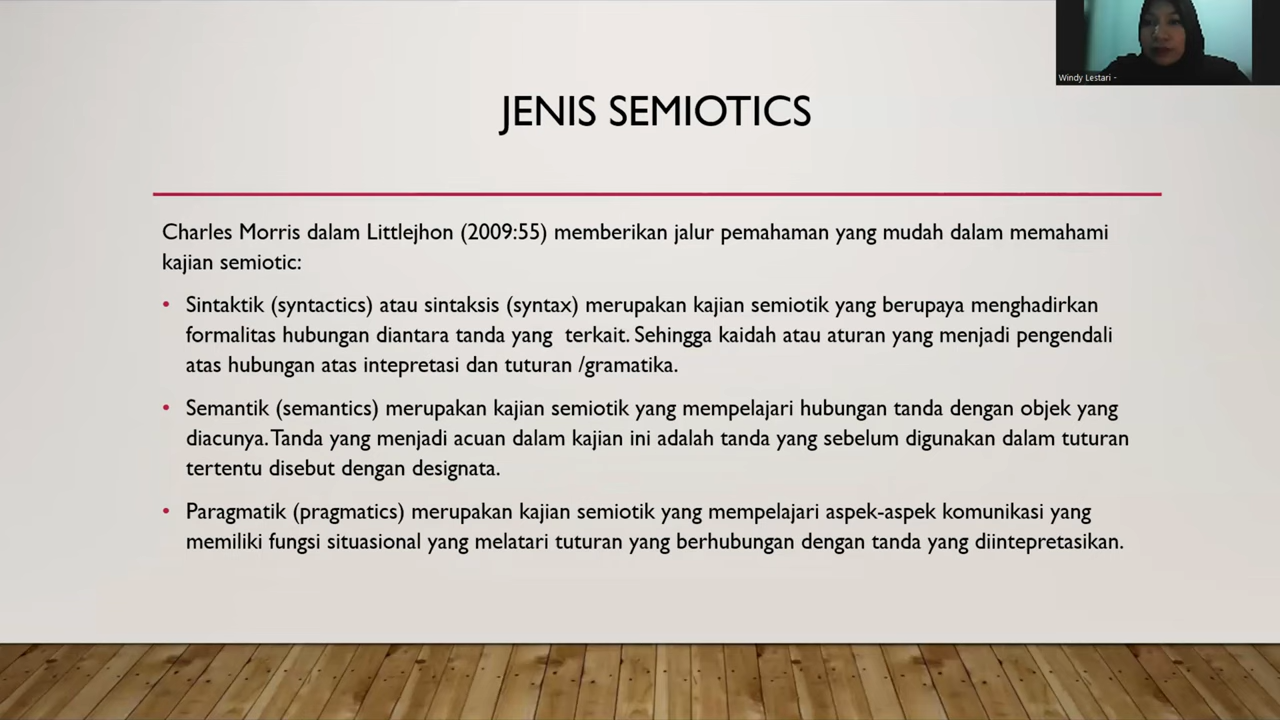 Windy Lestari -
JENIS SEMIOTICS
Charles Morris dalam Littlejhon (2009:55) memberikan jalur pemahaman yang mudah dalam memahami
kajian semiotic:
• Sintaktik (syntactics) atau sintaksis (syntax) merupakan kajian semiotik yang berupaya menghadirkan
formalitas hubungan diantara tanda yang  terkait. Sehingga kaidah atau aturan yang menjadi pengendali
atas hubungan atas intepretasi dan tuturan /gramatika.
• Semantik (semantics) merupakan kajian semiotik yang mempelajari hubungan tanda dengan objek yang
diacunya. Tanda yang menjadi acuan dalam kajian ini adalah tanda yang sebelum digunakan dalam tuturan
tertentu disebut dengan designata.
• Paragmatik (pragmatics) merupakan kajian semiotik yang mempelajari aspek-aspek komunikasi yang
memiliki fungsi situasional yang melatari tuturan yang berhubungan dengan tanda yang diintepretasikan.